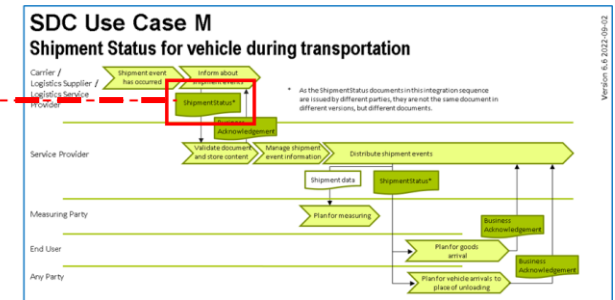 SDC Use Case M
Shipment Status for vehicle during transportation
Version 6.6 2022-09-02
Carrier /
Logistics Supplier /
Logistics Service
Provider
Shipment event
has occurred
Inform about
shipment events
ShipmentStatus*
* As the ShipmentStatus documents in this integration sequence
are issued by different parties, they are not the same document in
different versions, but different documents.
Business
Acknowledgement
Service Provider
Validate document
and store content
Manage shipment
event information
Distribute shipment events
Shipment data
ShipmentStatus*
Measuring Party
Plan for measuring
Business
Acknowledgement
End User
Plan for goods
arrival
Business
Acknowledgement
Any Party
Plan for vehicle arrivals to
place of unloading